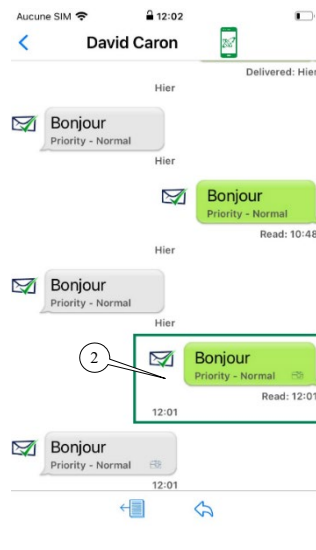 Aucune SIM 12:02
David Caron
Delivered: Hier
Hier
Bonjour
Priority - Normal
Hier
Bonjour
Priority - Normal
Read: 10:48
Hier
Bonjour
Priority - Normal
Hier
2
Bonjour
Priority - Normal
Read: 12:01
12:01
Bonjour
Priority - Normal
12:01